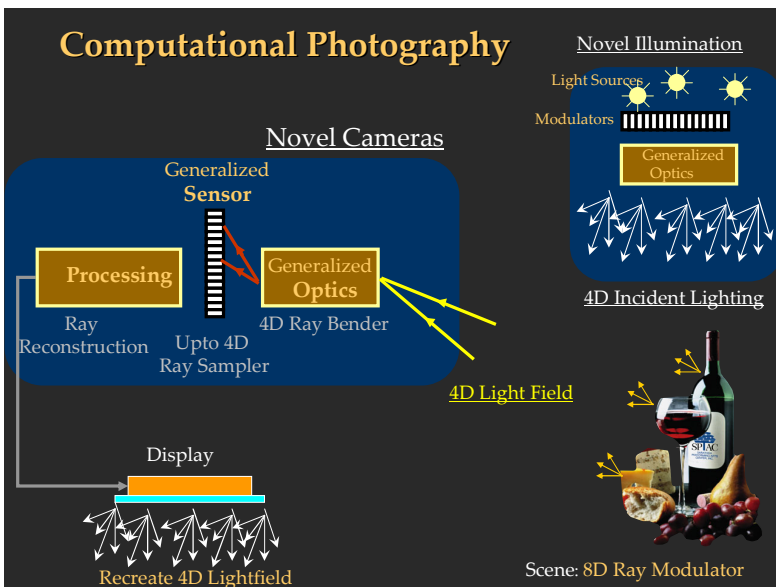 Computational Photography
Novel Illumination
Light Sources
Modulators
Generalized
Optics
4D Incident Lighting
Novel Cameras
Generalized
Sensor
Processing
Generalized
Optics
Ray
Reconstruction
Upto 4D
Ray Sampler
4D Ray Bender
4D Light Field
Display
Recreate 4D Lightfield
SPIAC
Scene: 8D Ray Modulator